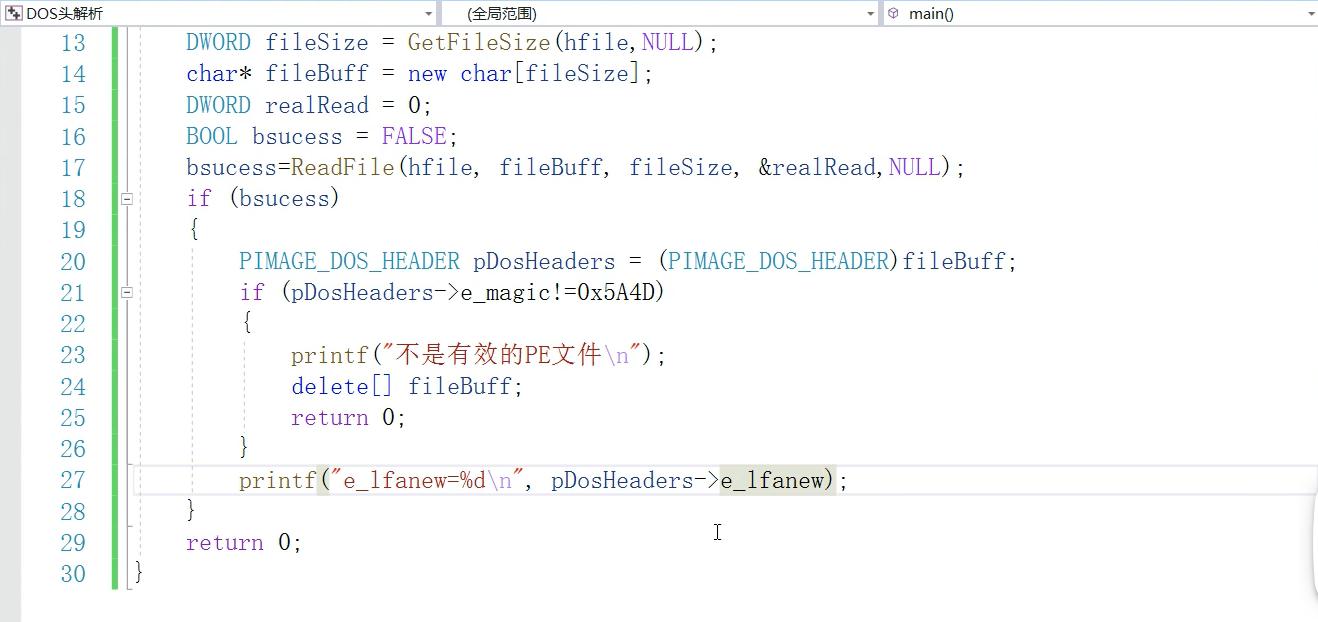 DOS头解析 (全局范围) main()
13 DWORD fileSize = GetFileSize(hfile,NULL);
14 char* fileBuff = new char[fileSize];
15 DWORD realRead = 0;
16 BOOL bsucess = FALSE;
17 bsucess=ReadFile(hfile, fileBuff, fileSize, &realRead,NULL);
18 if (bsucess)
19 {
20 PIMAGE_DOS_HEADER pDosHeaders = (PIMAGE_DOS_HEADER)fileBuff;
21 if (pDosHeaders->e_magic!=0x5A4D)
22 {
23 printf("不是有效的PE文件\n");
24 delete[] fileBuff;
25 return 0;
26 }
27 printf("e_lfanew=%d\n", pDosHeaders->e_lfanew);
28 }
29 return 0;
30 }